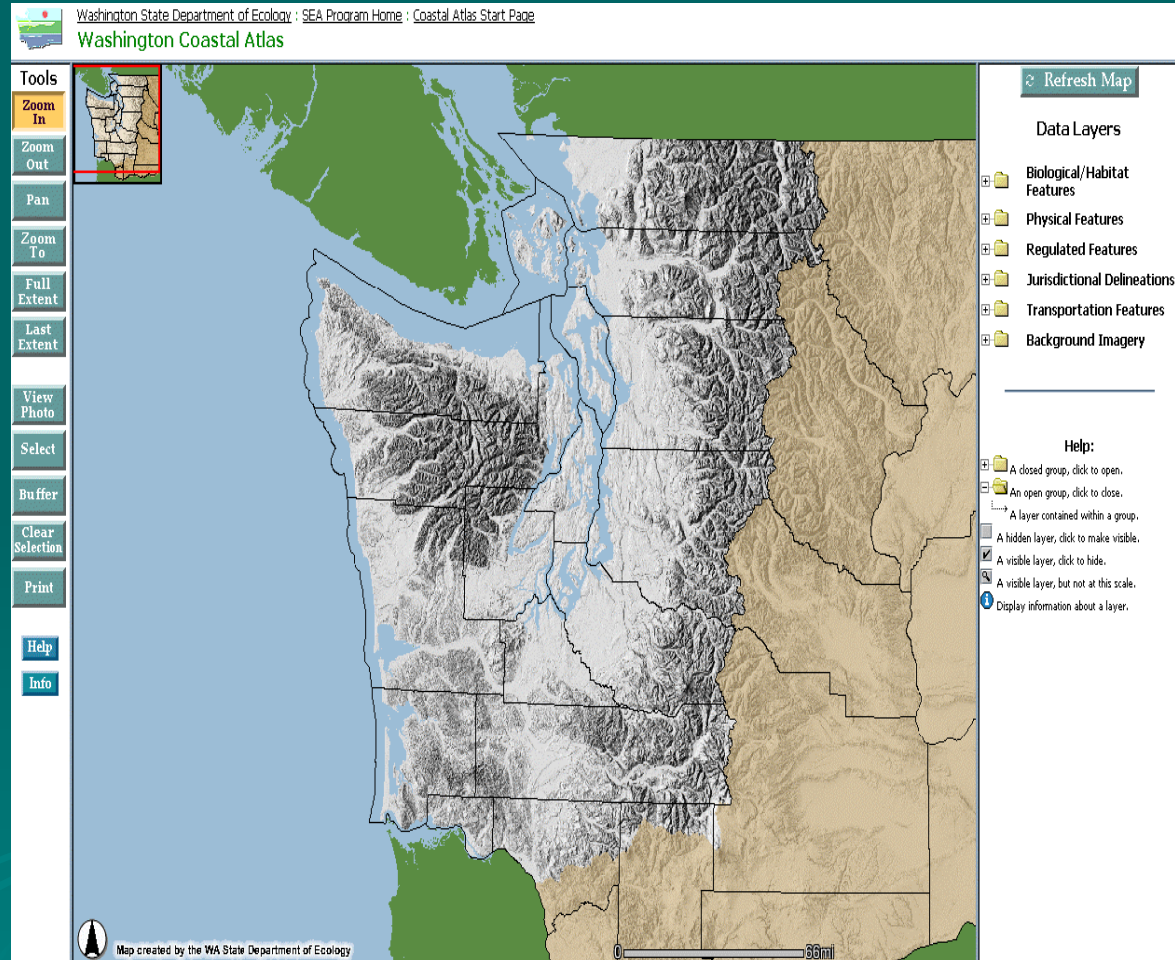 Washington State Department of Ecology : SEA Program Home : Coastal Atlas Start Page
Washington Coastal Atlas
Tools
Zoom
In
Zoom
Out
Pan
Zoom
To
Full
Extent
Last
Extent
View
Photo
Select
Buffer
Clear
Selection
Print
Help
Info
Map created by the WA State Department of Ecology
0 66mi
Refresh Map
Data Layers
Biological/Habitat
Features
Physical Features
Regulated Features
Jurisdictional Delineations
Transportation Features
Background Imagery
Help:
A closed group, click to open.
An open group, click to close.
A layer contained within a group.
A hidden layer, click to make visible.
A visible layer, click to hide.
A visible layer, but not at this scale.
Display information about a layer.